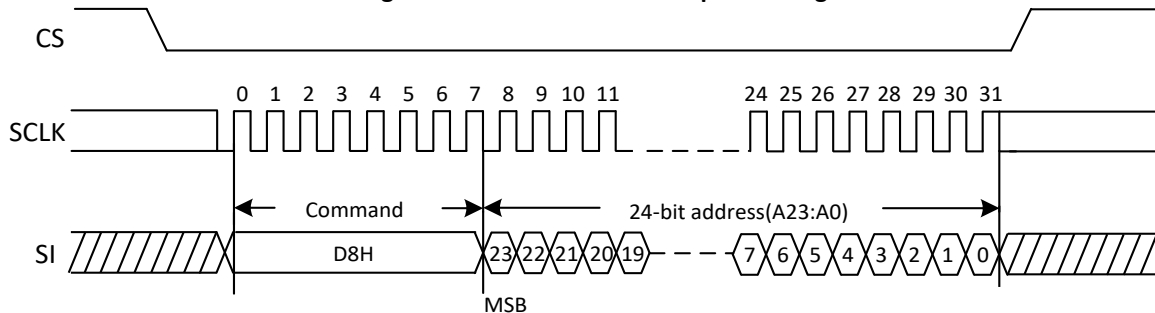 CS
0 1 2 3 4 5 6 7 8 9 10 11 24 25 26 27 28 29 30 31
SCLK
Command 24-bit address(A23:A0)
SI D8H 23 22 21 20 19 7 6 5 4 3 2 1 0
MSB